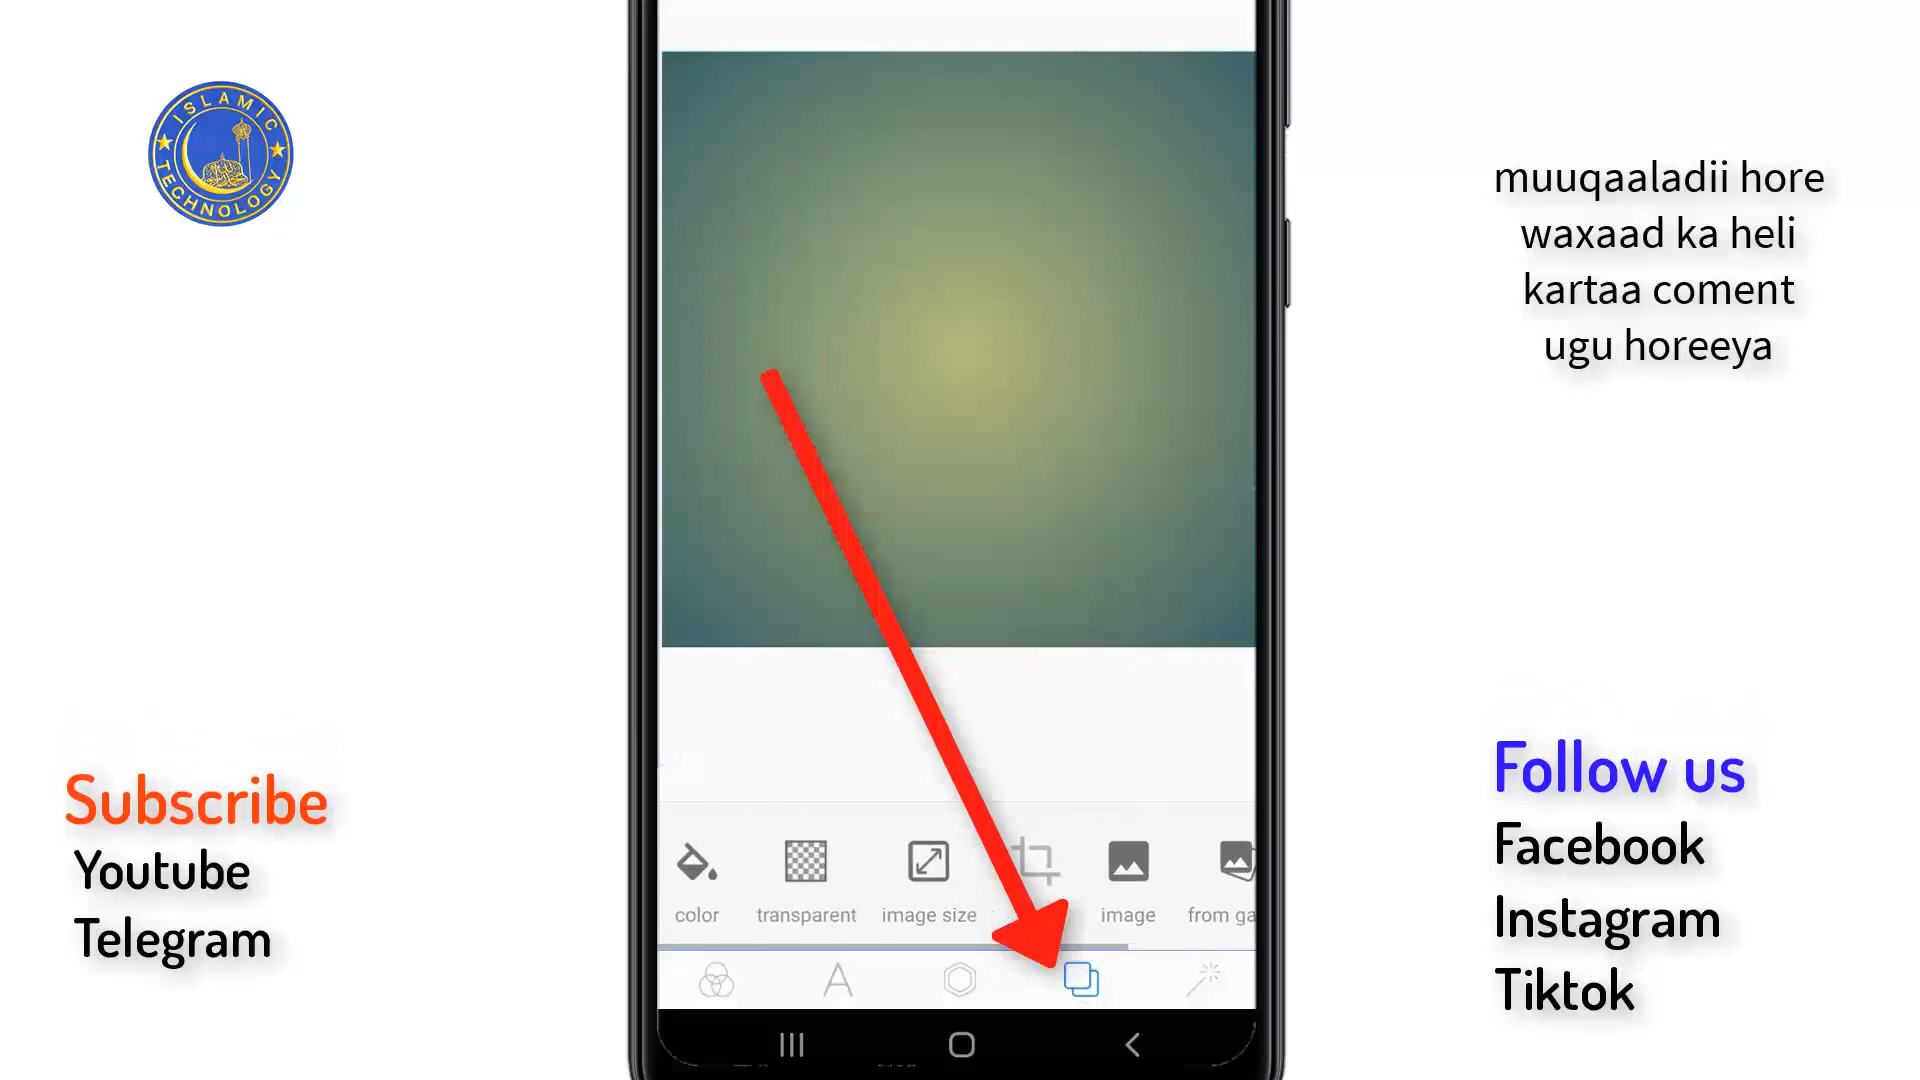 ISLAMIC
TECHNOLOGY
muuqaaladii hore
waxaad ka heli
kartaa coment
ugu horeeya
color
transparent
image size
image
from ga
Subscribe
Youtube
Telegram
Follow us
Facebook
Instagram
Tiktok